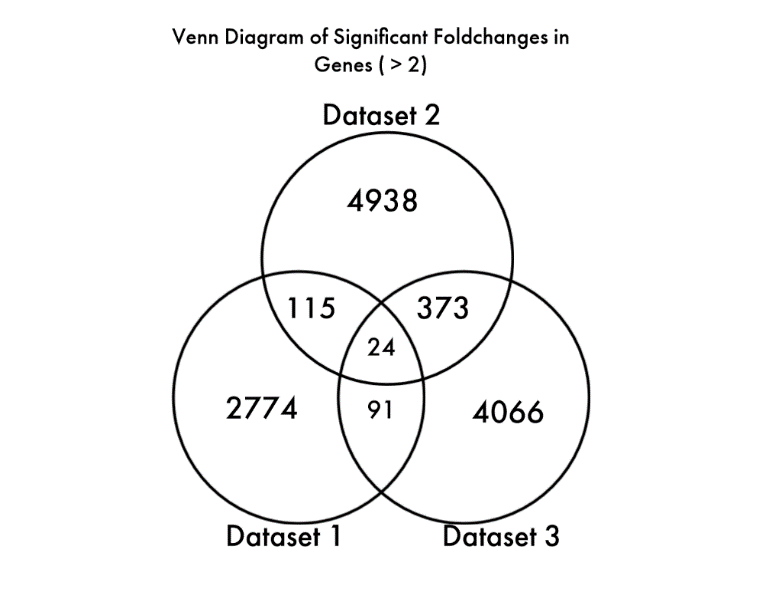 Venn Diagram of Significant Foldchanges in
Genes ( > 2)
Dataset 2
4938
115
373
24
2774
91
4066
Dataset 1
Dataset 3